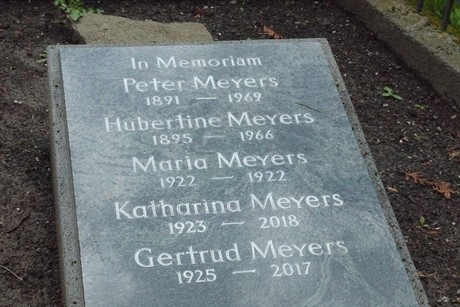 In Memoriam
Peter Meyers
1891 — 1969
Hubertine Meyers
1895 — 1966
Maria Meyers
1922 — 1922
Katharina Meyers
1923 — 2018
Gertrud Meyers
1925 — 2017